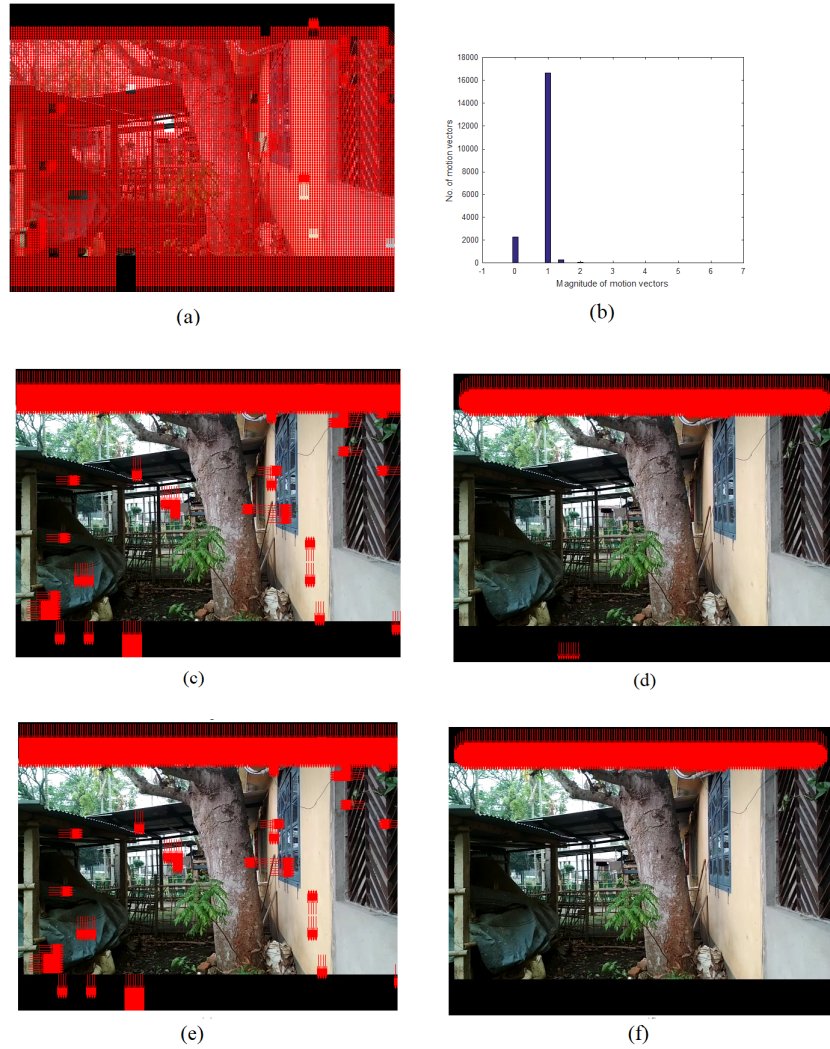 (a)
18000
16000
14000
12000
10000
8000
6000
4000
2000
0
No. of motion vectors
-1 0 1 2 3 4 5 6 7
Magnitude of motion vectors
(b)
(c)
(d)
(e)
(f)